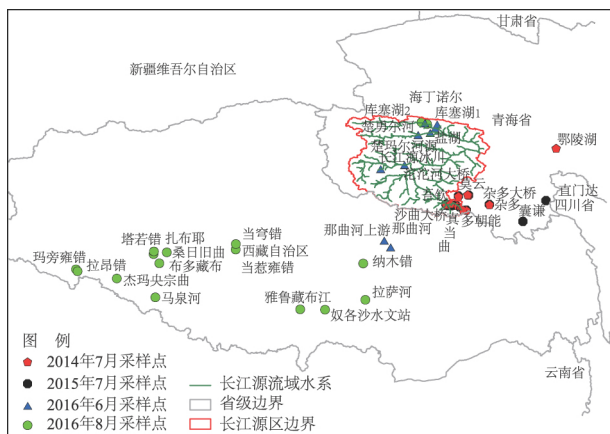 甘肃省
新疆维吾尔自治区
海丁诺尔
库塞湖2
库塞湖1
青海省
楚玛尔河
盐湖
鄂陵湖
楚玛尔河源
长江源冰川
沱沱河大桥
莫云
杂多大桥
直门达
杂多
四川省
沙曲大桥
囊谦
多朝能
当曲
那曲河上游
那曲河
当穹错
塔若错
扎布耶
桑日旧曲
西藏自治区
玛旁雍错
拉昂错
布多藏布
当惹雍错
纳木错
杰玛央宗曲
马泉河
雅鲁藏布江
拉萨河
奴各沙水文站
云南省
图 例
2014年7月采样点
2015年7月采样点
2016年6月采样点
2016年8月采样点
长江源流域水系
省级边界
长江源区边界